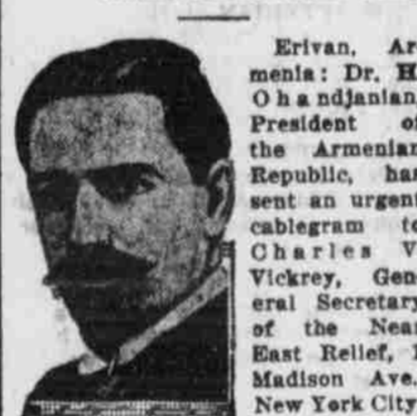 Erivan, Ar
menia: Dr. H
Ohandjanian
President of
the Armenian
Republic, has
sent an urgent
cablegram to
Charles V
Vickrey, Gen
eral Secretary
of the Near
East Relief, 1
Madison Ave.
New York City